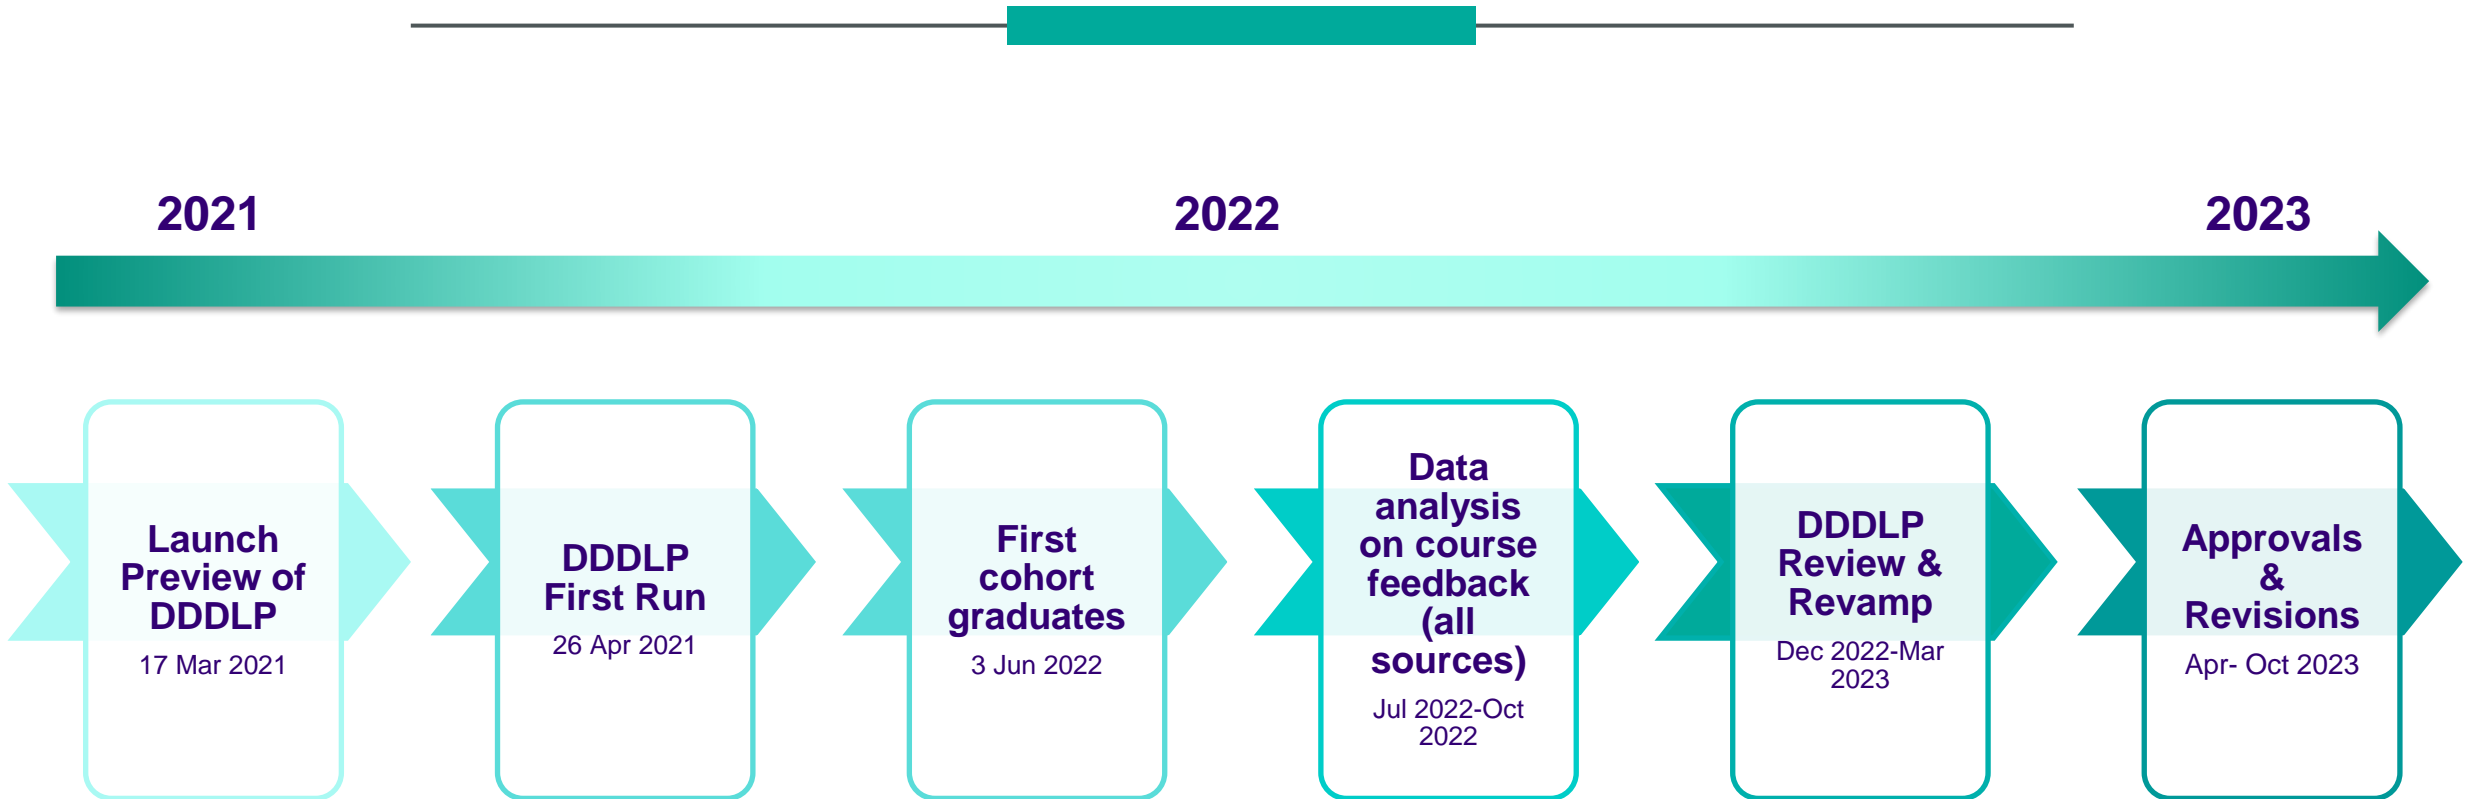 2021
2022
2023
Launch
Preview of
DDDLP
17 Mar 2021
DDDLP
First Run
26 Apr 2021
First
cohort
graduates
3 Jun 2022
Data
analysis
on course
feedback
(all
sources)
Jul 2022-Oct
2022
DDDLP
Review &
Revamp
Dec 2022-Mar
2023
Approvals
&
Revisions
Apr- Oct 2023